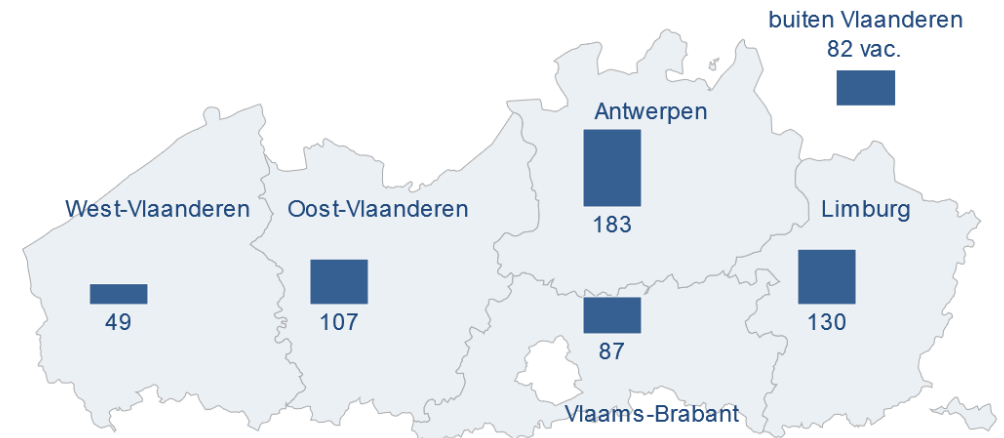 buiten Vlaanderen
82 vac.
Antwerpen
183
West-Vlaanderen
49
Oost-Vlaanderen
107
Limburg
130
87
Vlaams-Brabant